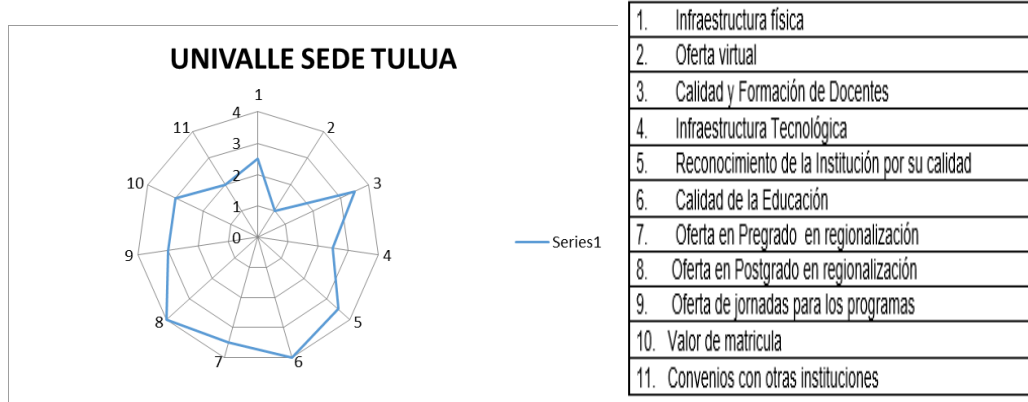 UNIVALLE SEDE TULUA
1
2
3
4
5
6
7
8
9
10
11
4
3
2
1
0
Series1
1. Infraestructura física
2. Oferta virtual
3. Calidad y Formación de Docentes
4. Infraestructura Tecnológica
5. Reconocimiento de la Institución por su calidad
6. Calidad de la Educación
7. Oferta en Pregrado en regionalización
8. Oferta en Postgrado en regionalización
9. Oferta de jornadas para los programas
10. Valor de matricula
11. Convenios con otras instituciones